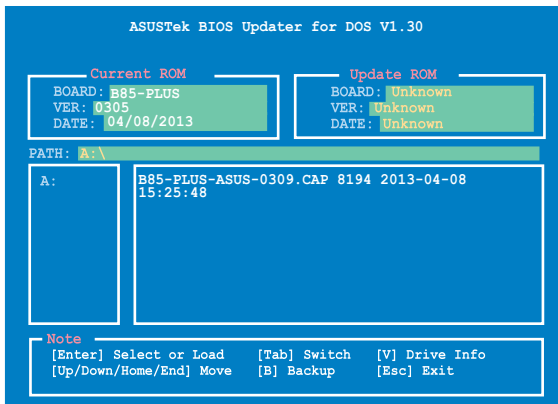 ASUSTek BIOS Updater for DOS V1.30
Current ROM
BOARD: B85-PLUS
VER: 0305
DATE: 04/08/2013
Update ROM
BOARD: Unknown
VER: Unknown
DATE: Unknown
PATH: A:\
A:
B85-PLUS-ASUS-0309.CAP 8194 2013-04-08
15:25:48
Note
[Enter] Select or Load [Tab] Switch [V] Drive Info
[Up/Down/Home/End] Move [B] Backup [Esc] Exit